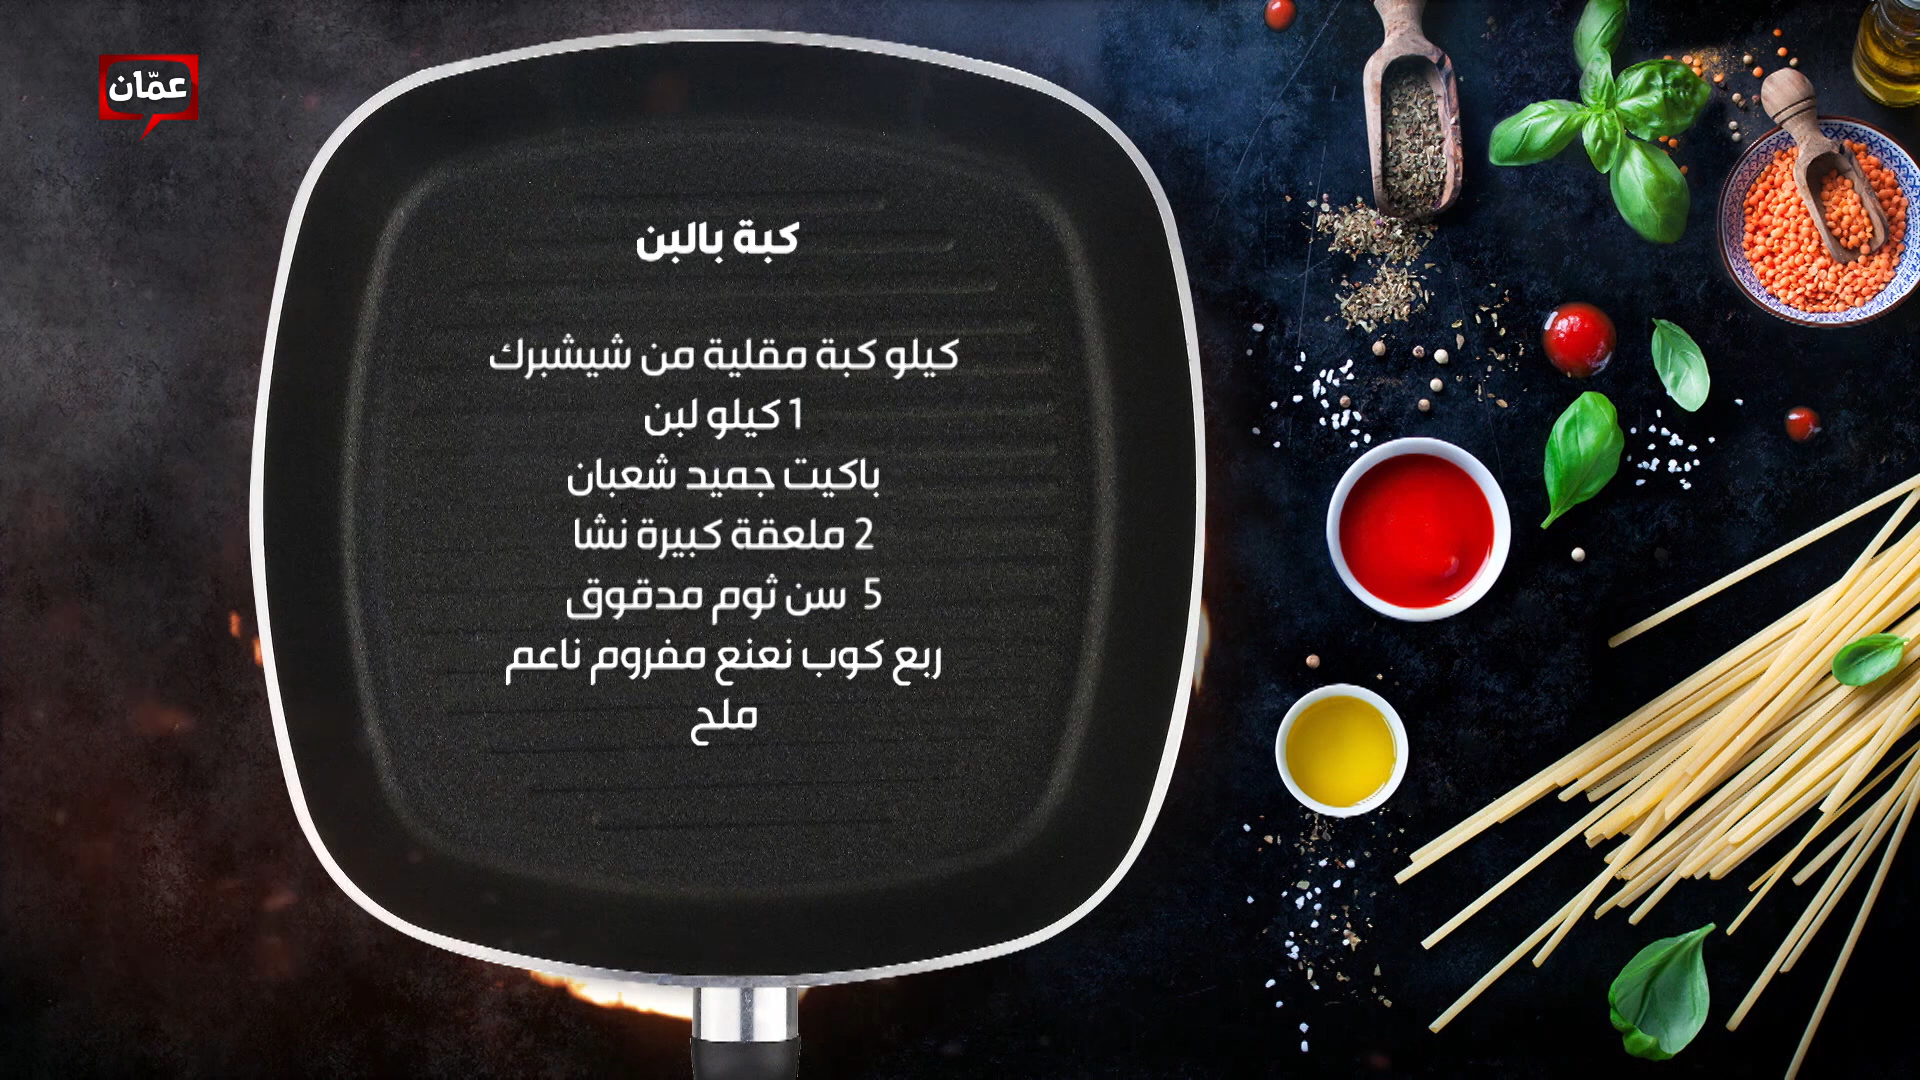 عمّان
كبة بالبن
كيلو كبة مقلية من شيشبرك
1 كيلو لبن
باكيت جميد شعبان
2 ملعقة كبيرة نشا
5 سن ثوم مدقوق
ربع كوب نعنع مفروم ناعم
ملح